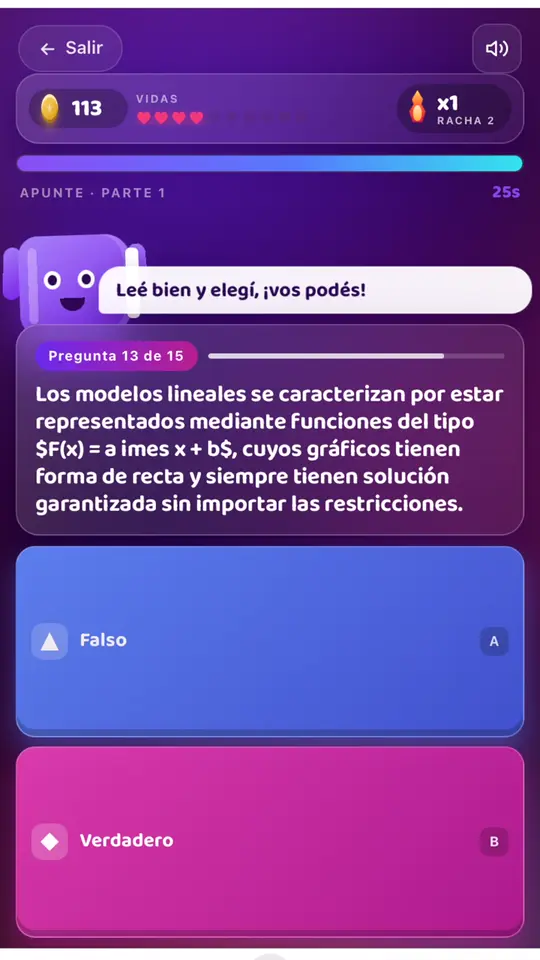 ← Salir
113
VIDAS
x1
RACHA 2
APUNTE · PARTE 1
25s
Leé bien y elegí, ¡vos podés!
Pregunta 13 de 15
Los modelos lineales se caracterizan por estar
representados mediante funciones del tipo
$F(x) = a imes x + b$, cuyos gráficos tienen
forma de recta y siempre tienen solución
garantizada sin importar las restricciones.
Falso
A
Verdadero
B